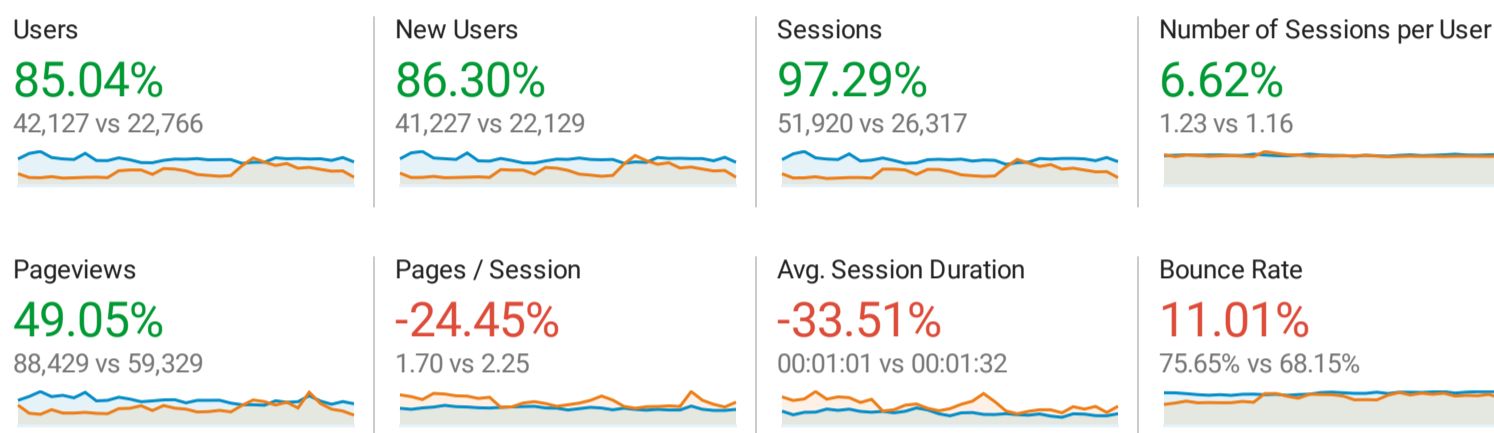 Users
85.04%
42,127 vs 22,766
New Users
86.30%
41,227 vs 22,129
Sessions
97.29%
51,920 vs 26,317
Number of Sessions per User
6.62%
1.23 vs 1.16
Pageviews
49.05%
88,429 vs 59,329
Pages / Session
-24.45%
1.70 vs 2.25
Avg. Session Duration
-33.51%
00:01:01 vs 00:01:32
Bounce Rate
11.01%
75.65% vs 68.15%